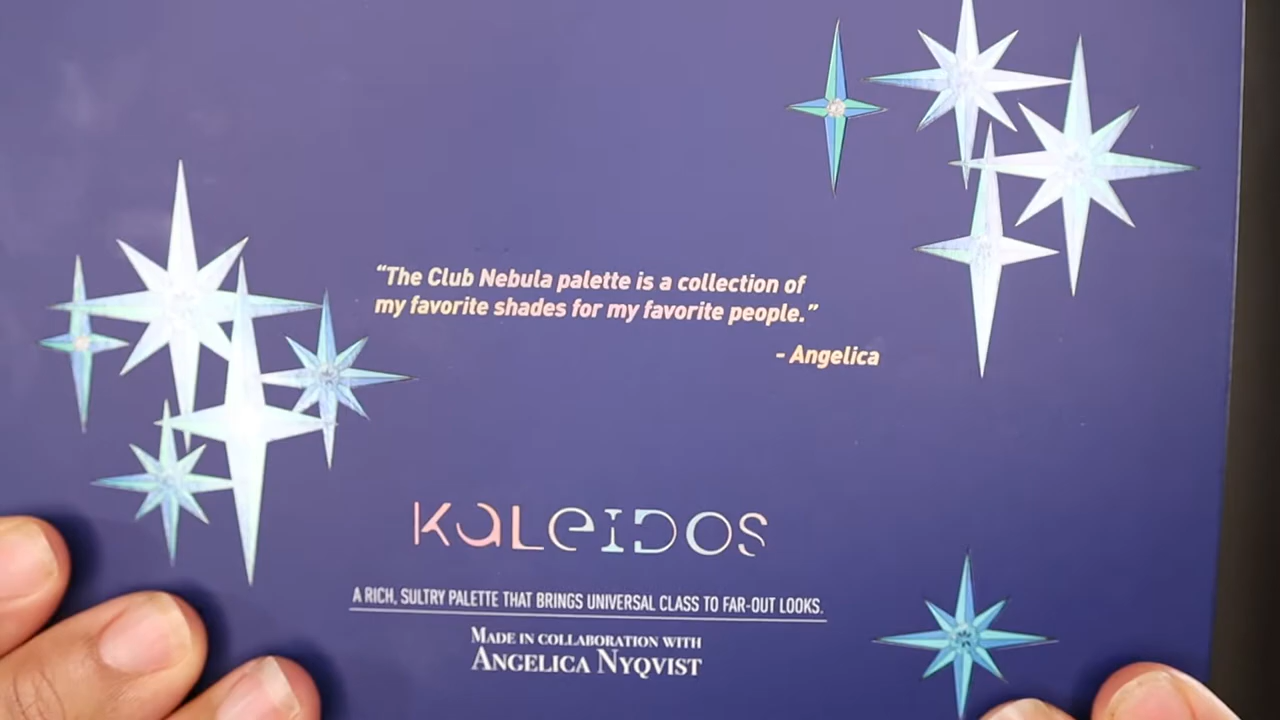 “The Club Nebula palette is a collection of
my favorite shades for my favorite people.”
- Angelica
KALEIDOS
A RICH, SULTRY PALETTE THAT BRINGS UNIVERSAL CLASS TO FAR-OUT LOOKS.
MADE IN COLLABORATION WITH
ANGELICA NYQVIST